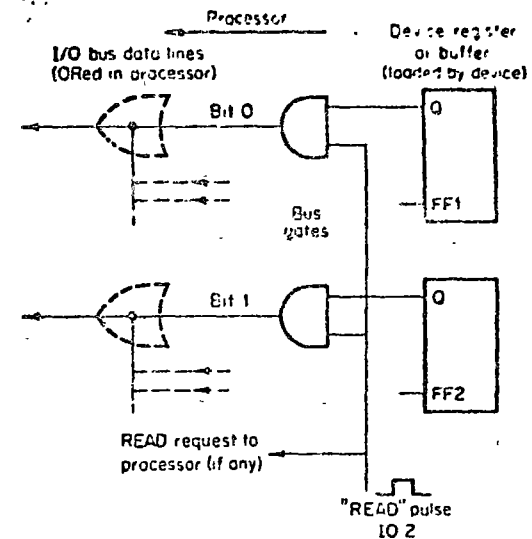 Processor
I/O bus data lines
(ORed in processor)
Device register
or buffer
(loaded by device)
Bit 0
Q
FF1
Bus
gates
Bit 1
Q
FF2
READ request to
processor (if any)
"READ" pulse
IO 2